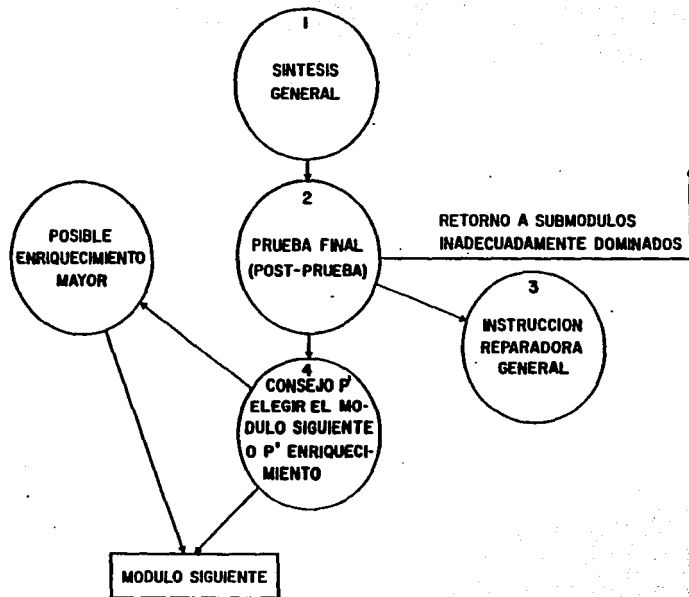 1
SINTESIS
GENERAL
2
PRUEBA FINAL
(POST-PRUEBA)
RETORNO A SUBMODULOS
INADECUADAMENTE DOMINADOS
POSIBLE
ENRIQUECIMIENTO
MAYOR
3
INSTRUCCION
REPARADORA
GENERAL
4
CONSEJO P'
ELEGIR EL MO-
DULO SIGUIENTE
O P' ENRIQUECI-
MIENTO
MODULO SIGUIENTE